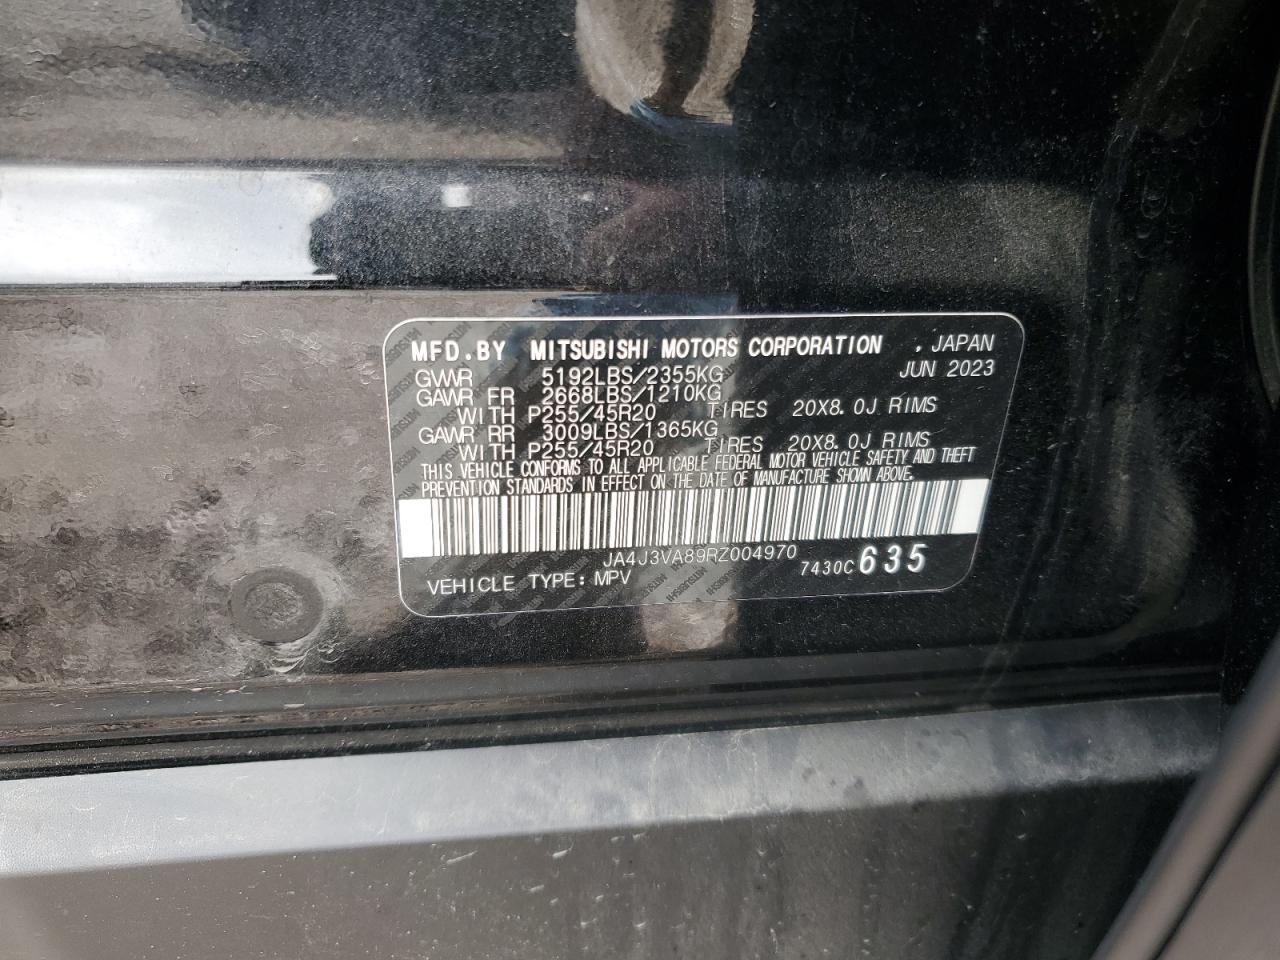 MFD.BY MITSUBISHI MOTORS CORPORATION , JAPAN
JUN 2023
GVWR 5192LBS/2355KG
GAWR FR 2668LBS/1210KG
WITH P255/45R20 TIRES 20X8.0J RIMS
GAWR RR 3009LBS/1365KG
WITH P255/45R20 TIRES 20X8.0J RIMS
THIS VEHICLE CONFORMS TO ALL APPLICABLE FEDERAL MOTOR VEHICLE SAFETY AND THEFT
PREVENTION STANDARDS IN EFFECT ON THE DATE OF MANUFACTURE SHOWN ABOVE.
JA4J3VA89RZ004970
VEHICLE TYPE: MPV 7430C 635